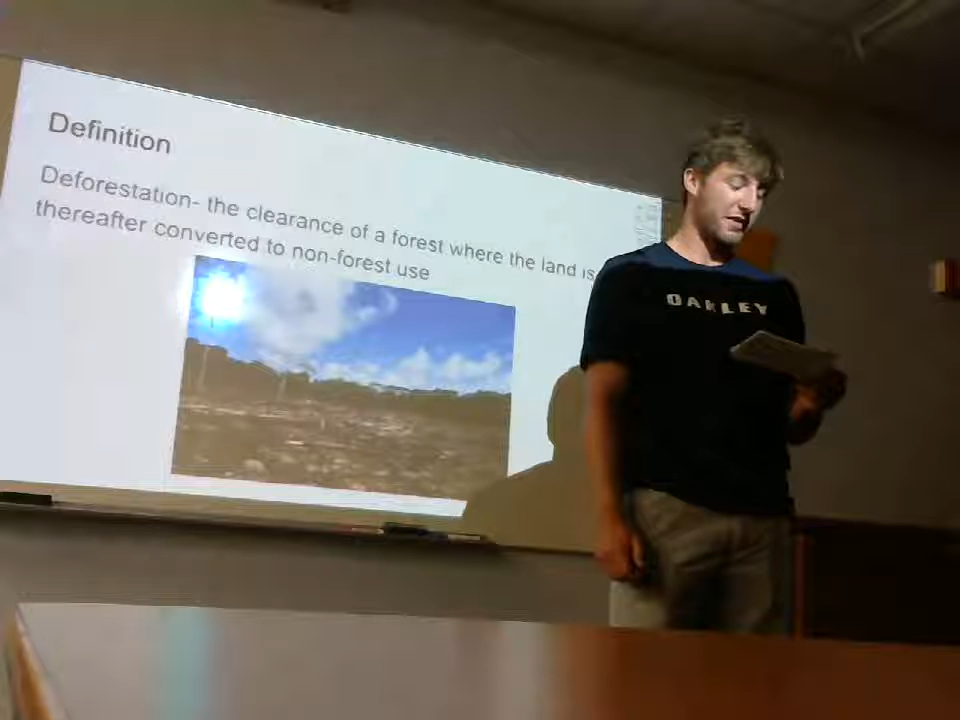 Definition
Deforestation- the clearance of a forest where the land is
thereafter converted to non-forest use
OAKLEY